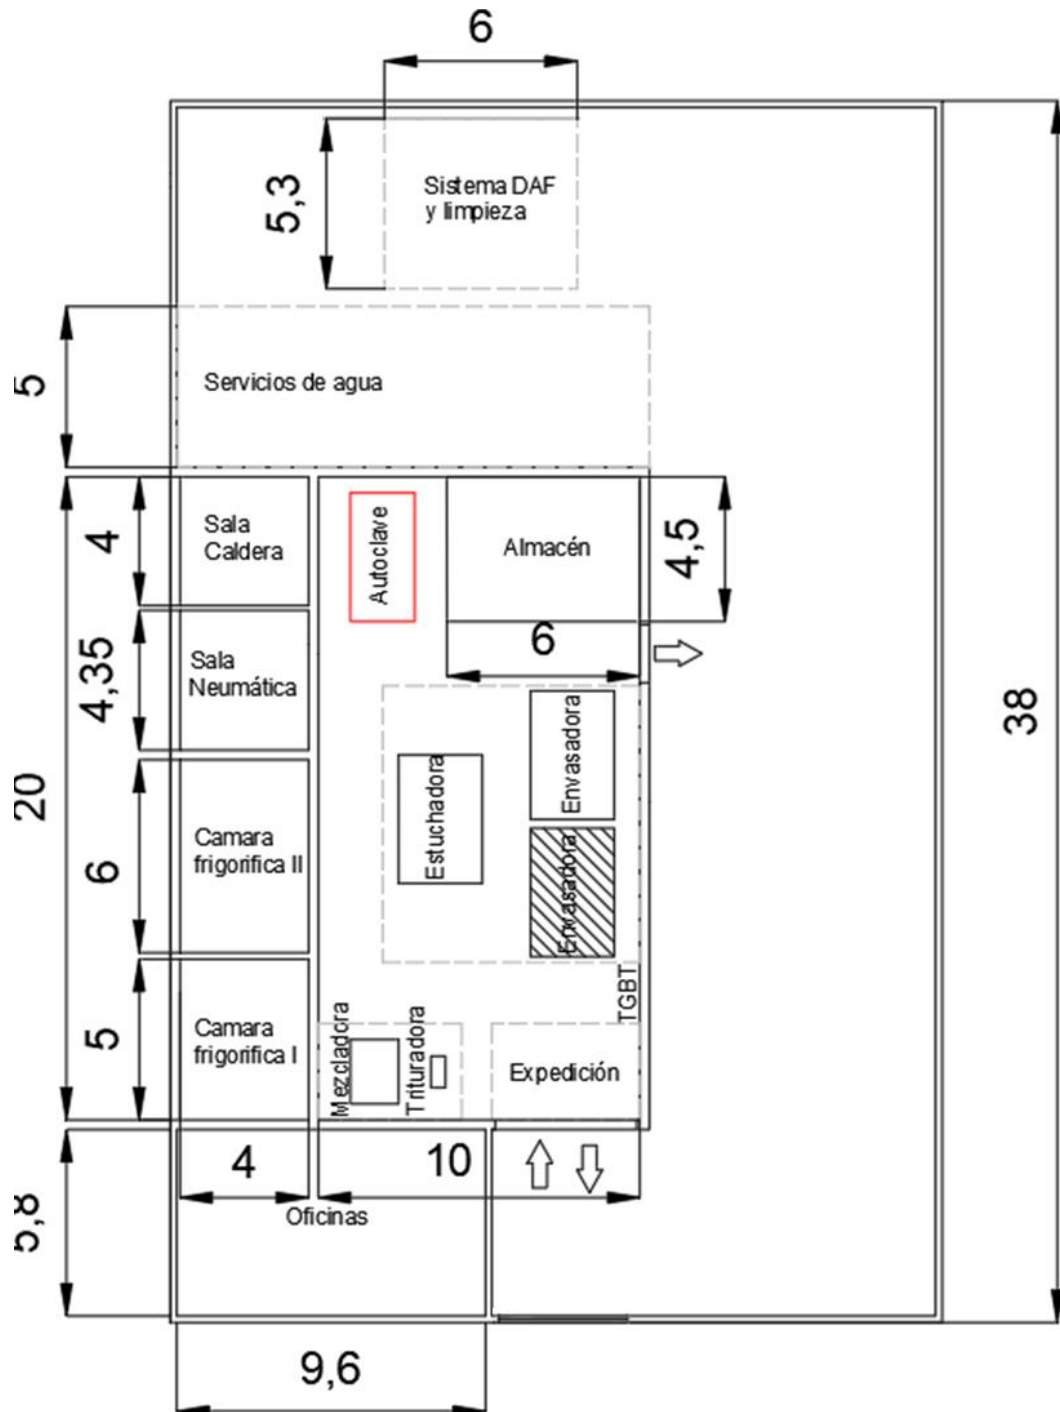 6
5,3
Sistema DAF
y limpieza
5
Servicios de agua
4
Sala
Caldera
Autoclave
Almacén
4,5
6
4,35
Sala
Neumática
38
20
Envasadora
Estuchadora
6
Camara
frigorifica II
Envasadora
TGBT
5
Camara
frigorifica I
Mezcladora
Trituradora
Expedición
4
10
5,8
Oficinas
9,6